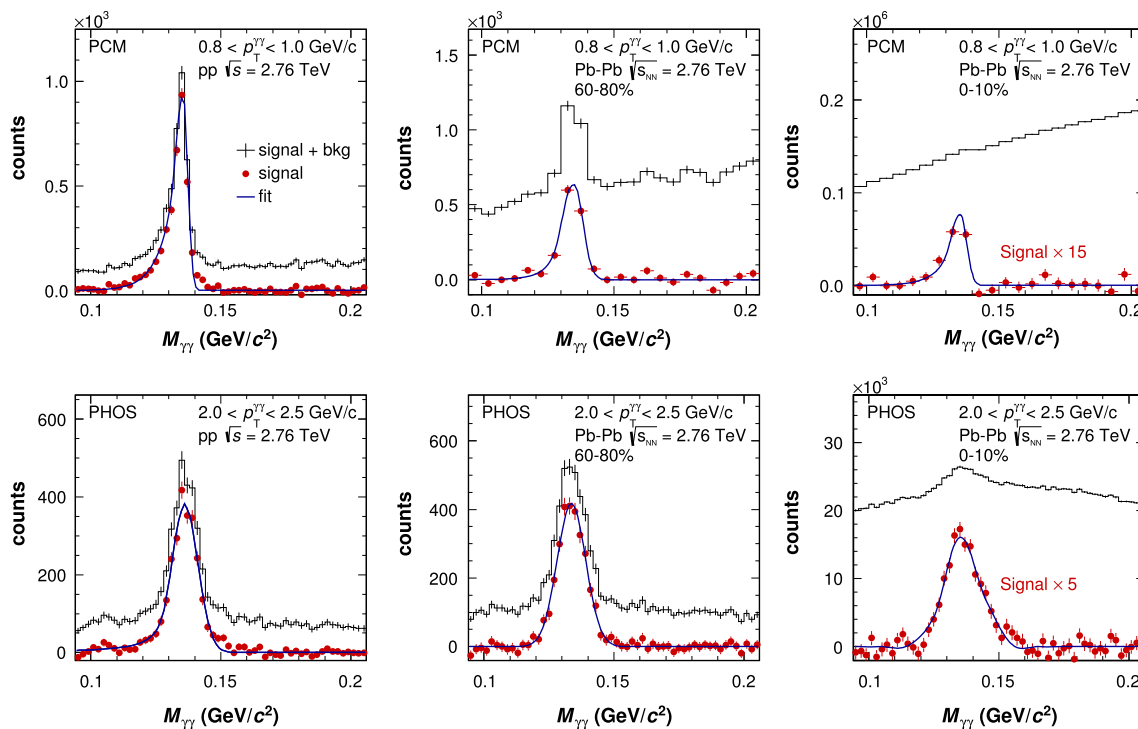 ×10³
PCM
0.8 < p_T^γγ < 1.0 GeV/c
pp √s = 2.76 TeV
signal + bkg
signal
fit
counts
1.0
0.5
0.0
0.1
0.15
0.2
M_γγ (GeV/c²)
×10³
PCM
0.8 < p_T^γγ < 1.0 GeV/c
Pb-Pb √s_NN = 2.76 TeV
60-80%
counts
1.5
1.0
0.5
0.0
0.1
0.15
0.2
M_γγ (GeV/c²)
×10⁶
PCM
0.8 < p_T^γγ < 1.0 GeV/c
Pb-Pb √s_NN = 2.76 TeV
0-10%
Signal × 15
counts
0.2
0.1
0.0
0.1
0.15
0.2
M_γγ (GeV/c²)
PHOS
2.0 < p_T^γγ < 2.5 GeV/c
pp √s = 2.76 TeV
counts
600
400
200
0
0.1
0.15
0.2
M_γγ (GeV/c²)
PHOS
2.0 < p_T^γγ < 2.5 GeV/c
Pb-Pb √s_NN = 2.76 TeV
60-80%
counts
700
500
300
100
0
0.1
0.15
0.2
M_γγ (GeV/c²)
×10³
PHOS
2.0 < p_T^γγ < 2.5 GeV/c
Pb-Pb √s_NN = 2.76 TeV
0-10%
Signal × 5
counts
30
20
10
0
0.1
0.15
0.2
M_γγ (GeV/c²)